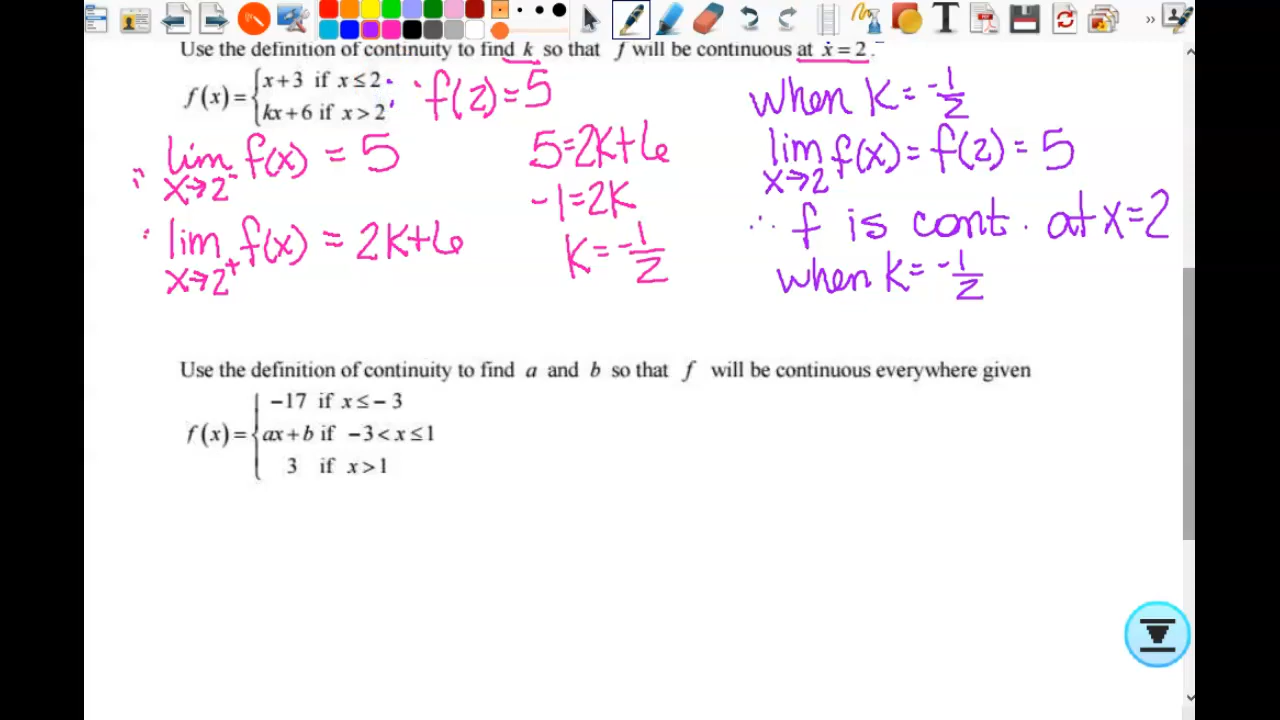 Use the definition of continuity to find k so that f will be continuous at x = 2.
f(x) = { x+3 if x ≤ 2
kx+6 if x > 2
f(2) = 5
lim x→2⁻ f(x) = 5
lim x→2⁺ f(x) = 2k+6
5=2k+6
-1=2k
k = -1/2
when k = -1/2
lim x→2 f(x) = f(2) = 5
∴ f is cont. at x=2
when k = -1/2
Use the definition of continuity to find a and b so that f will be continuous everywhere given
f(x) = { -17 if x ≤ -3
ax+b if -3 < x ≤ 1
3 if x > 1